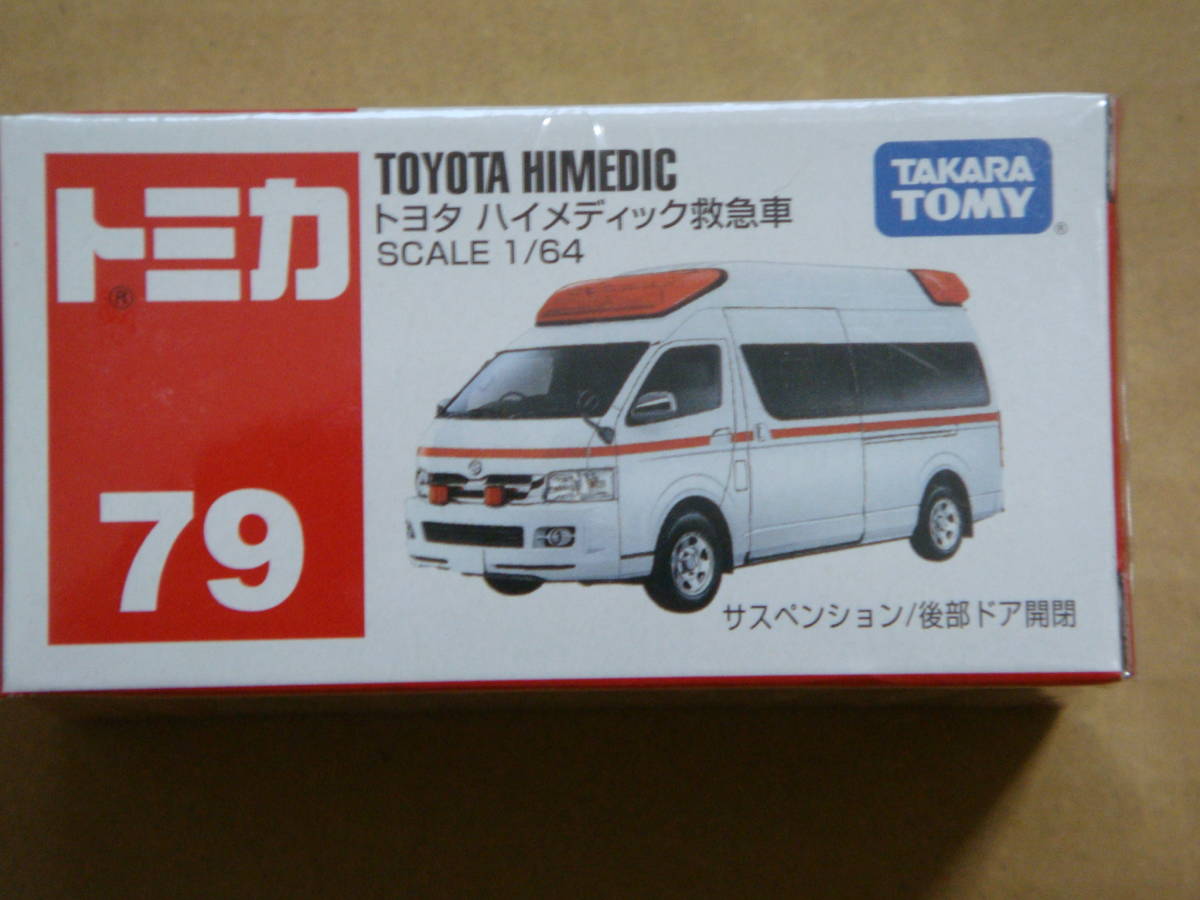 トミカ®
79
TOYOTA HIMEDIC
トヨタ ハイメディック救急車
SCALE 1/64
TAKARA
TOMY®
サスペンション/後部ドア開閉